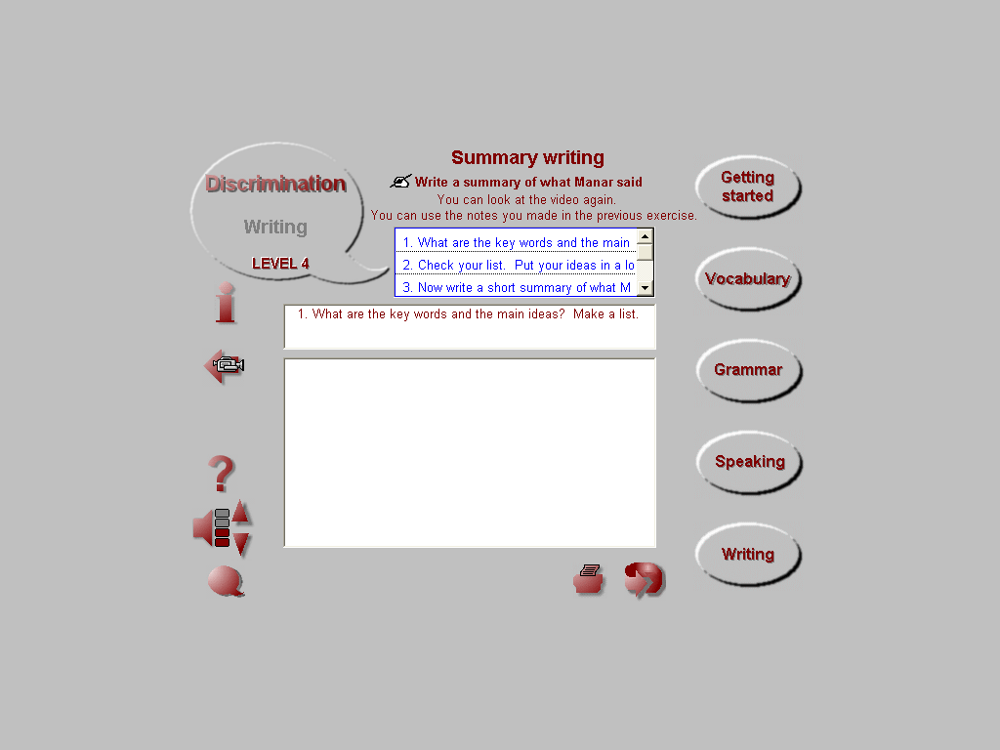 Discrimination
Writing
LEVEL 4
Summary writing
Write a summary of what Manar said
You can look at the video again.
You can use the notes you made in the previous exercise.
1. What are the key words and the main
2. Check your list. Put your ideas in a lo
3. Now write a short summary of what M
1. What are the key words and the main ideas? Make a list.
Getting
started
Vocabulary
Grammar
Speaking
Writing